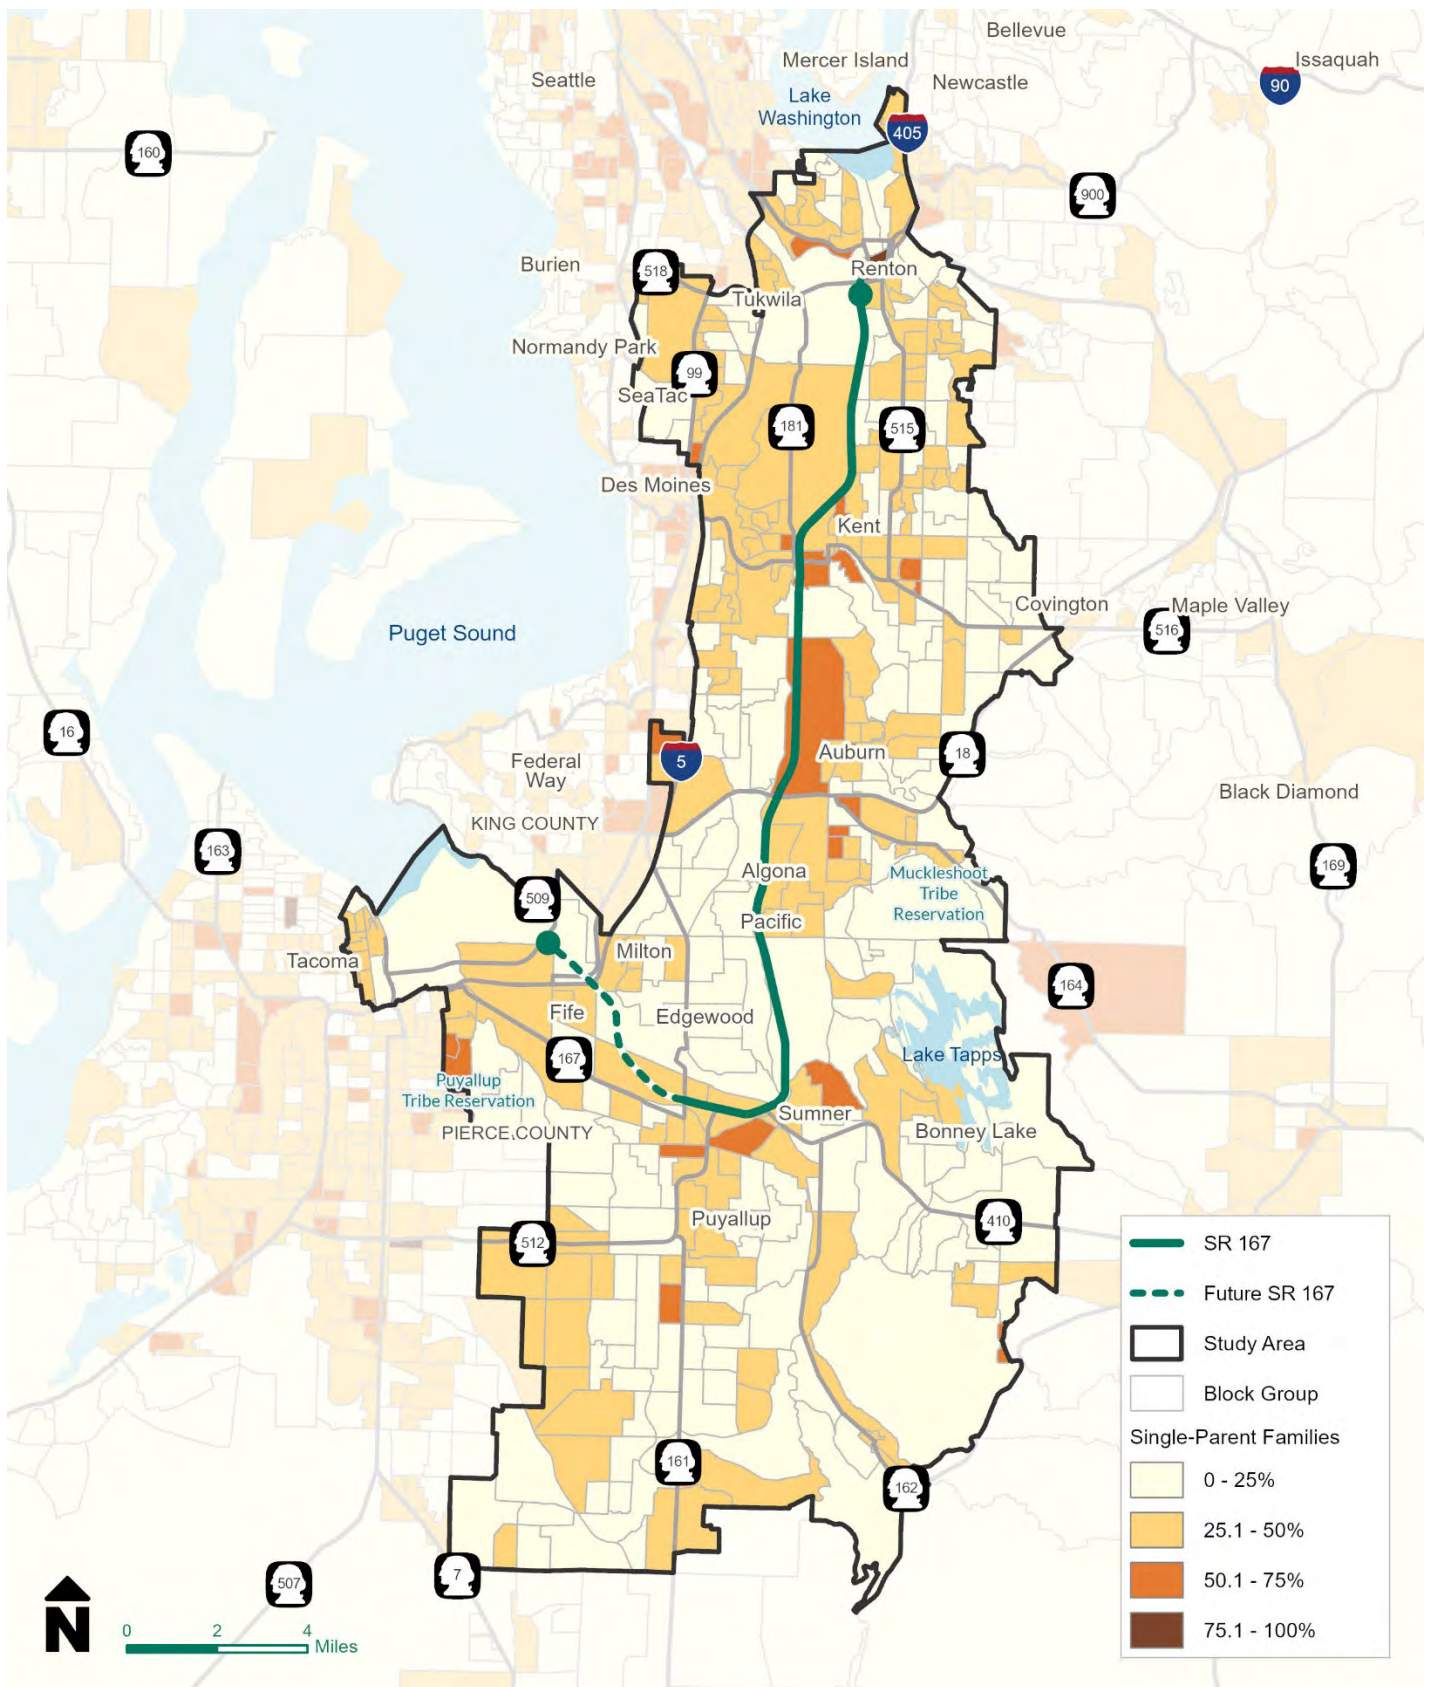 Bellevue
Mercer Island
Issaquah
Seattle
Newcastle
90
Lake
Washington
405
160
900
Burien
518
Renton
Tukwila
Normandy Park
99
SeaTac
181
515
Des Moines
Kent
Covington
Maple Valley
516
Puget Sound
16
18
Auburn
5
Federal
Way
Black Diamond
KING COUNTY
163
169
Algona
Muckleshoot
Tribe
Reservation
509
Pacific
Milton
Tacoma
164
Fife
Edgewood
167
Lake Tapps
Puyallup
Tribe Reservation
Sumner
PIERCE COUNTY
Bonney Lake
Puyallup
410
512
SR 167
Future SR 167
Study Area
Block Group
Single-Parent Families
0 - 25%
25.1 - 50%
50.1 - 75%
75.1 - 100%
161
162
7
507
N
0 2 4
Miles